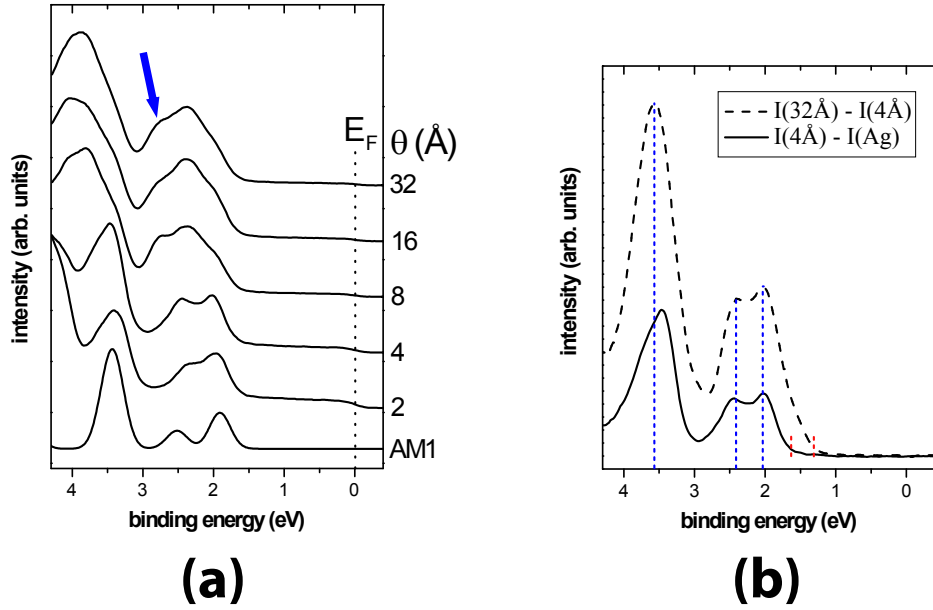 E_F θ (Å)
32
16
8
4
2
AM1
intensity (arb. units)
4 3 2 1 0
binding energy (eV)
(a)
I(32Å) - I(4Å)
I(4Å) - I(Ag)
intensity (arb. units)
4 3 2 1 0
binding energy (eV)
(b)